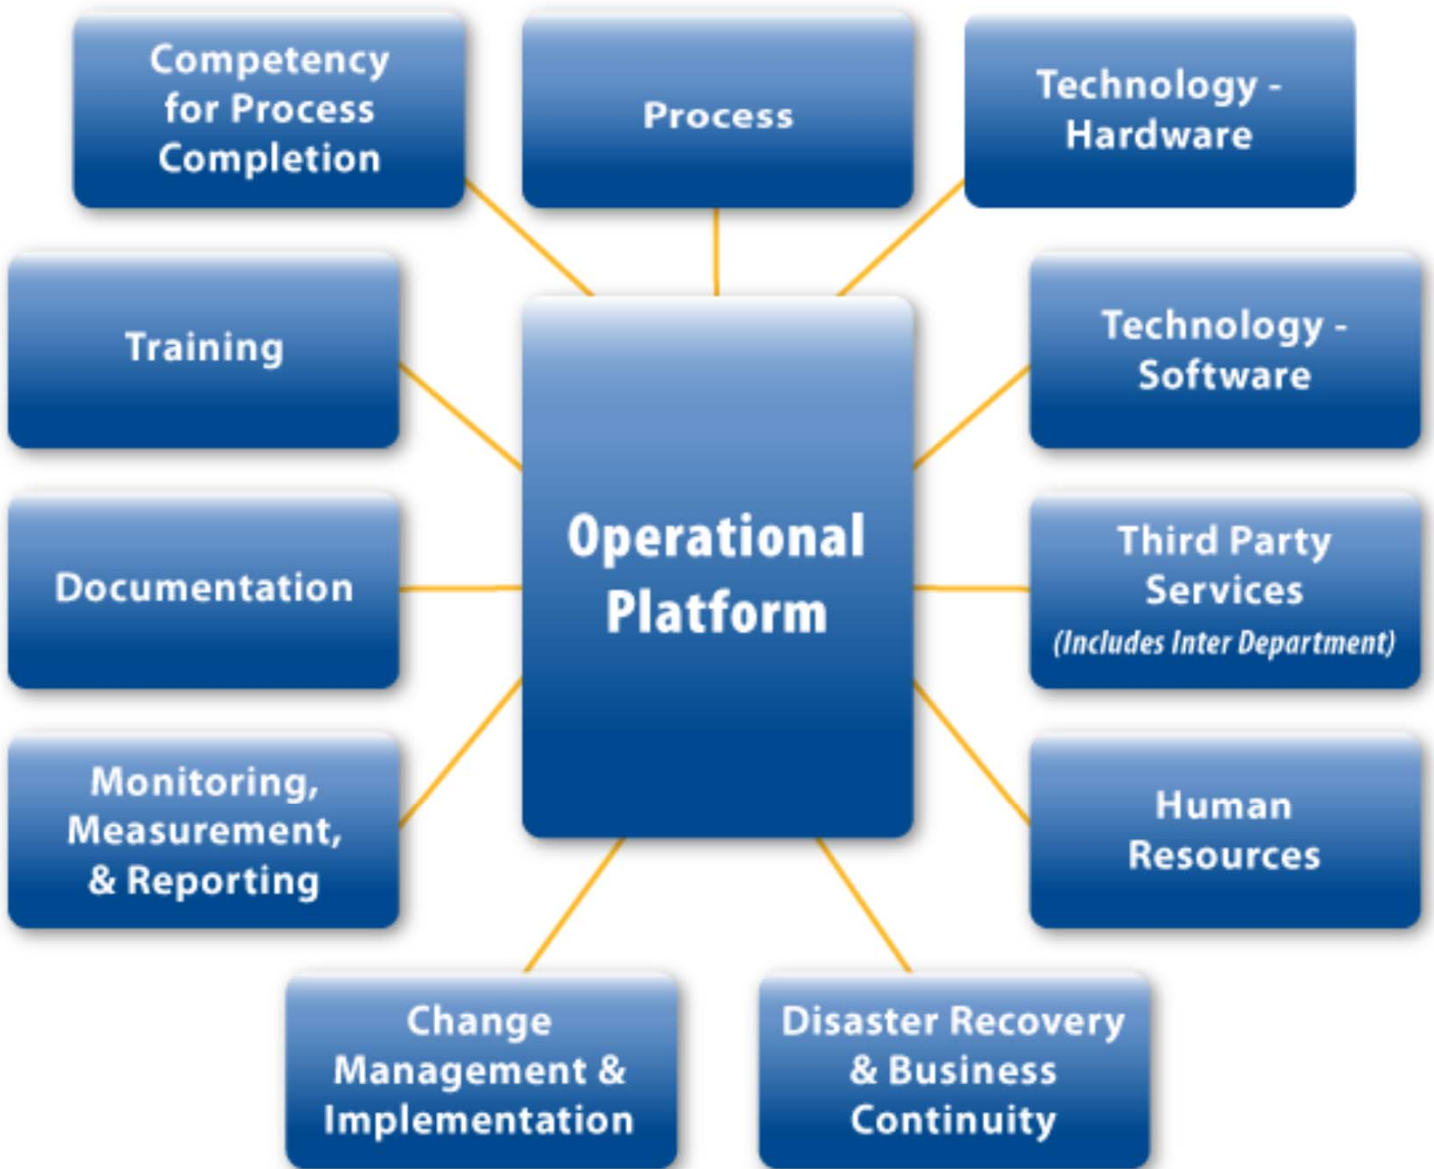 Competency
for Process
Completion
Process
Technology -
Hardware
Training
Technology -
Software
Operational
Platform
Documentation
Third Party
Services
(Includes Inter Department)
Monitoring,
Measurement,
& Reporting
Human
Resources
Change
Management &
Implementation
Disaster Recovery
& Business
Continuity